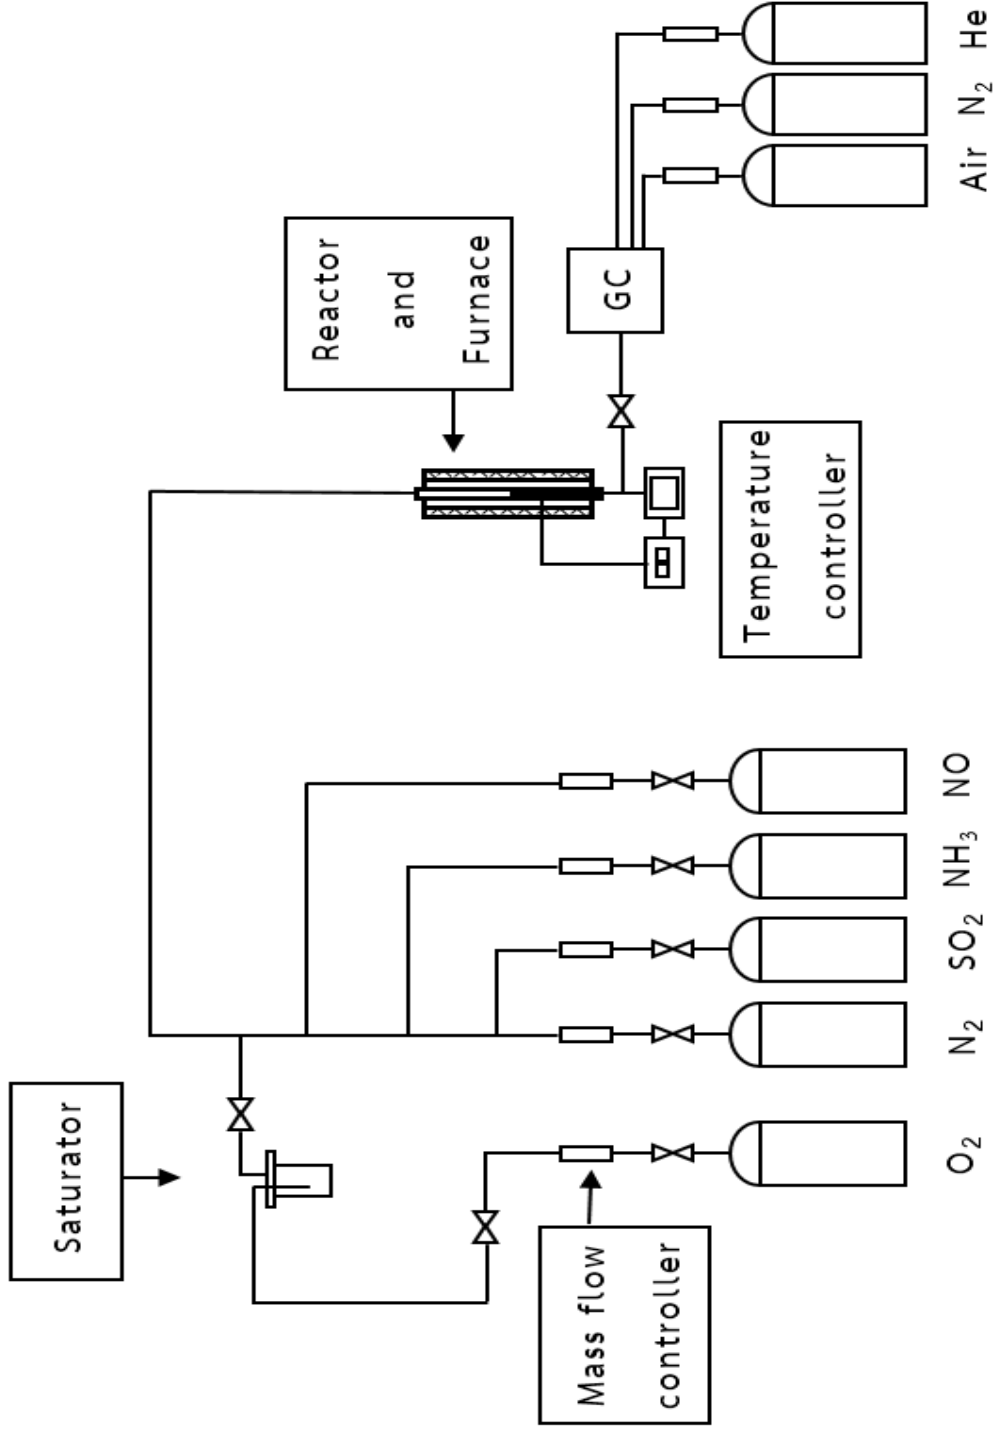 Saturator
Mass flow
controller
O₂
N₂
SO₂
NH₃
NO
Temperature
controller
Reactor
and
Furnace
GC
Air
N₂
He